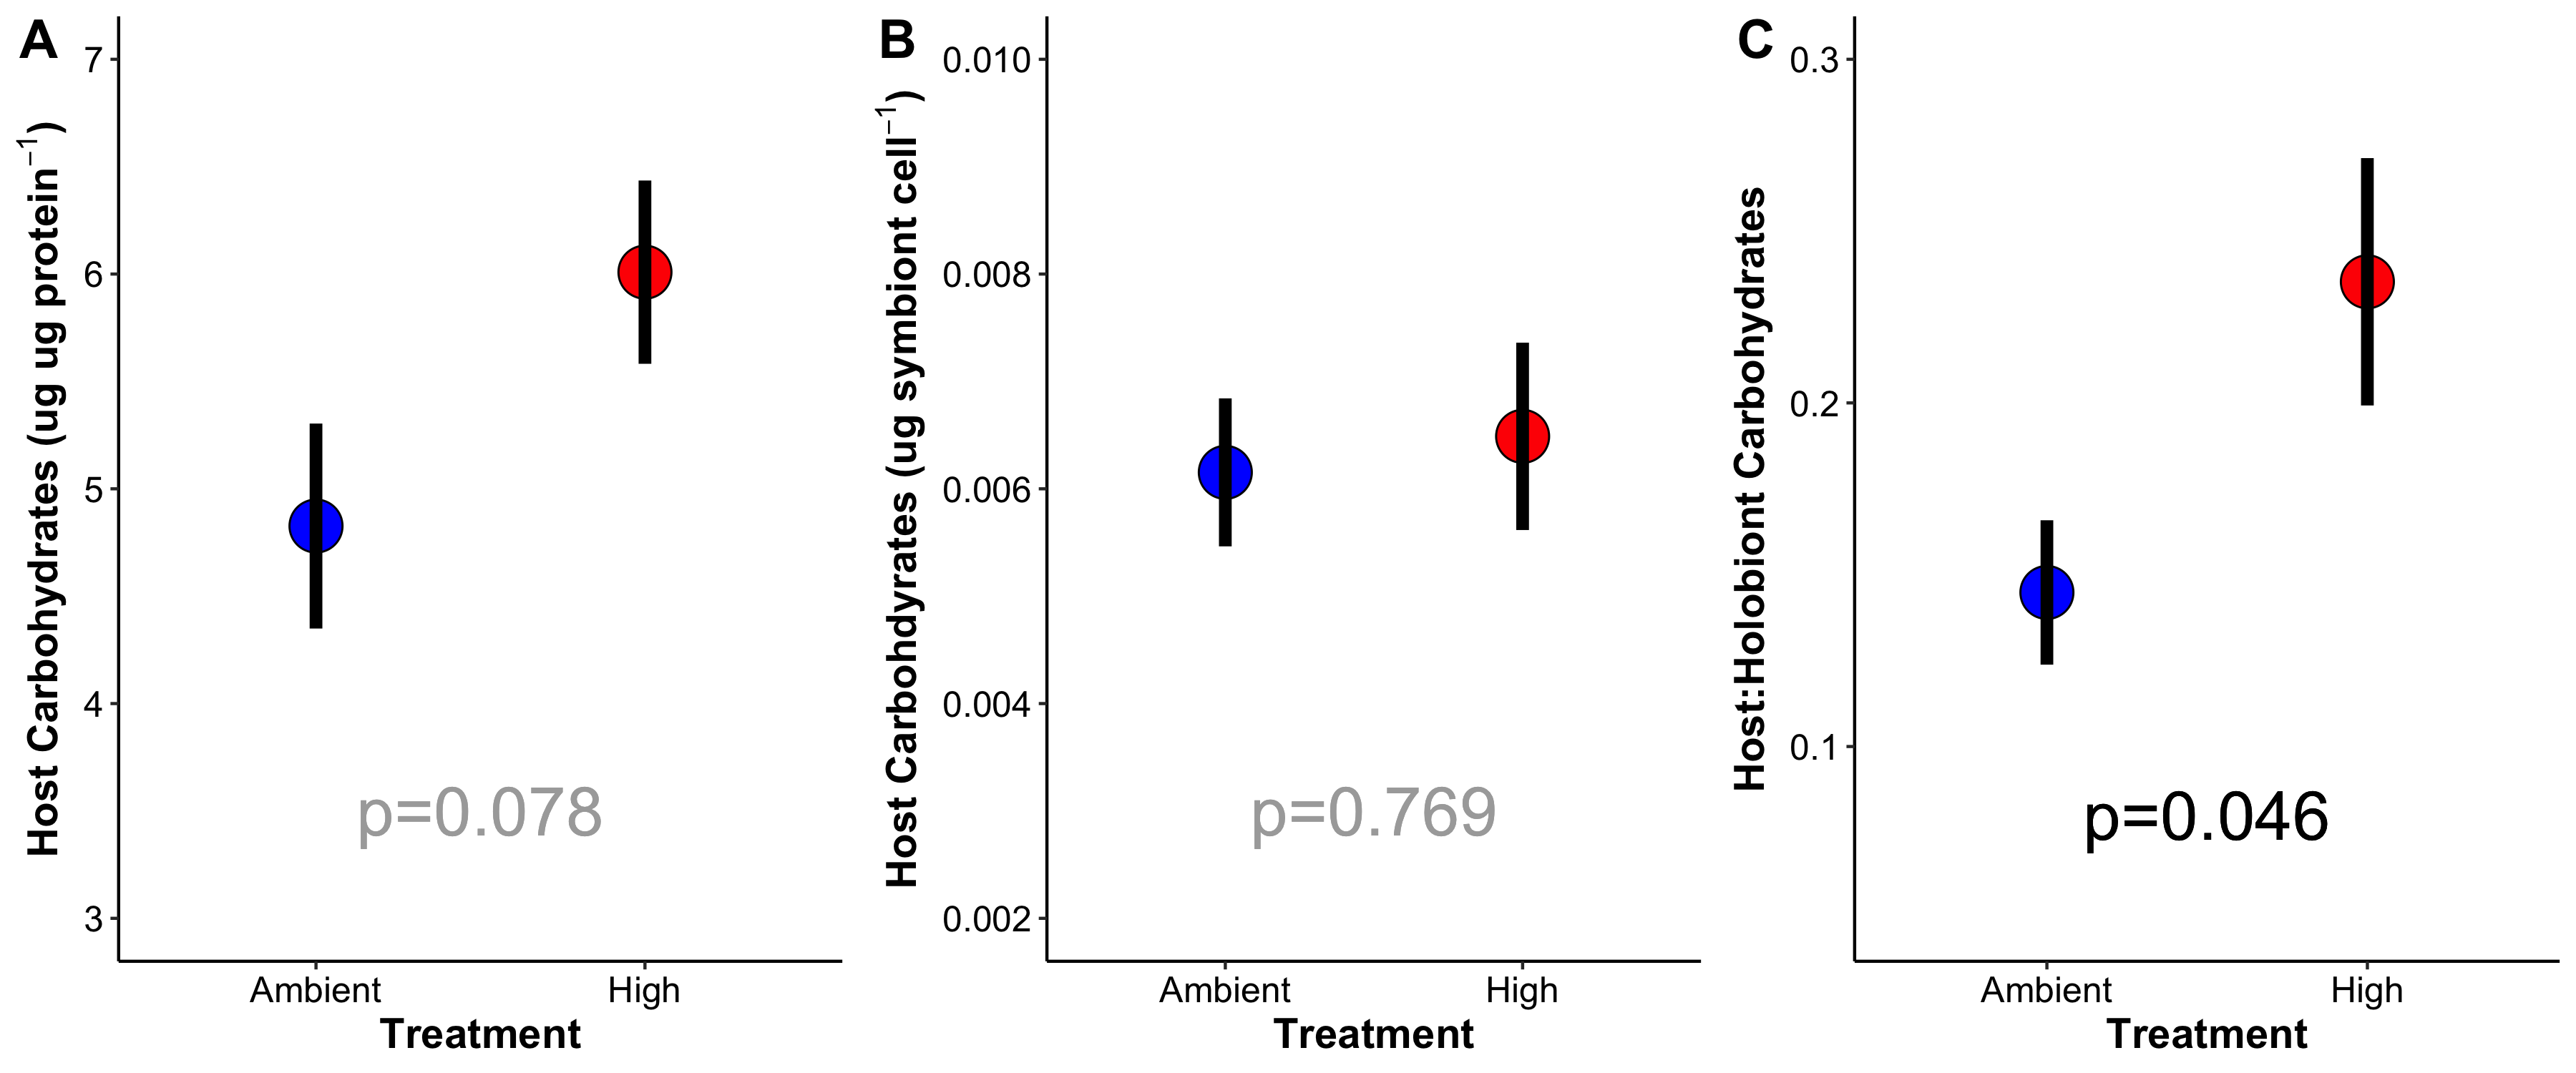 A
Host Carbohydrates (ug ug protein⁻¹)
7
6
5
4
3
p=0.078
Ambient High
Treatment
B
Host Carbohdyrates (ug symbiont cell⁻¹)
0.010
0.008
0.006
0.004
0.002
p=0.769
Ambient High
Treatment
C
Host:Holobiont Carbohydrates
0.3
0.2
0.1
p=0.046
Ambient High
Treatment